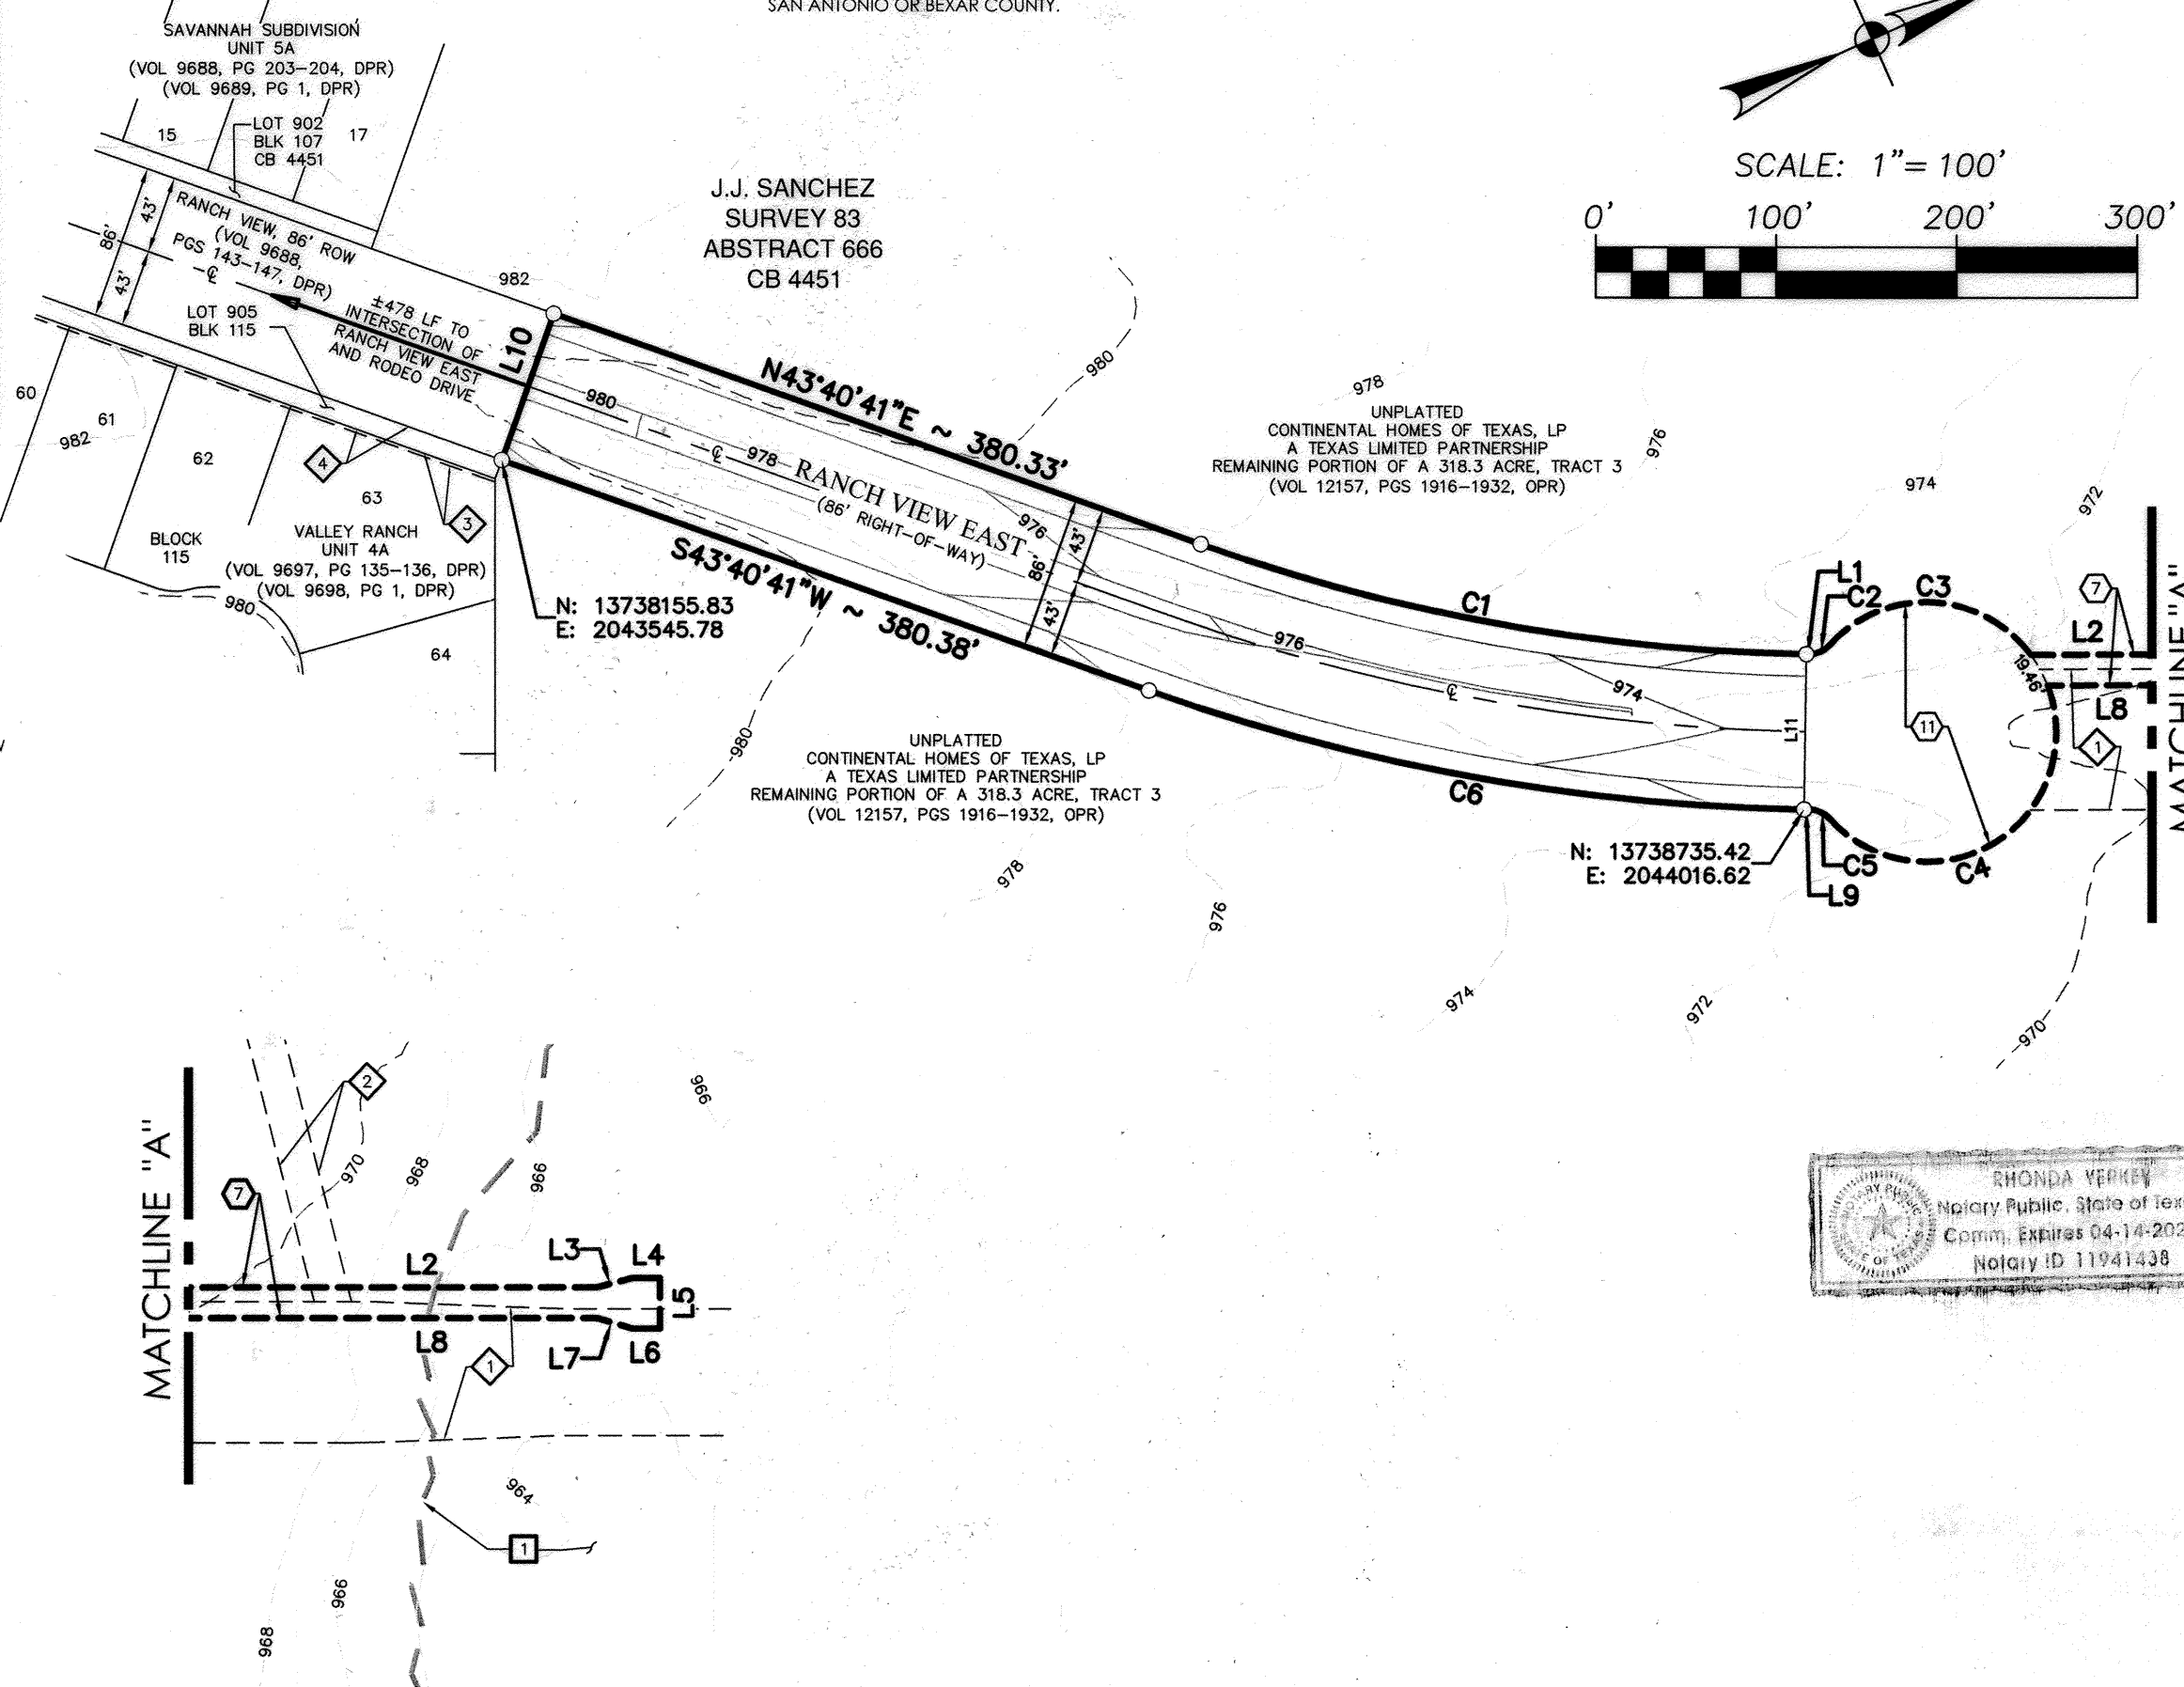 SAN ANTONIO OR BEXAR COUNTY.
SAVANNAH SUBDIVISION
UNIT 5A
(VOL 9688, PG 203-204, DPR)
(VOL 9689, PG 1, DPR)
15
LOT 902
BLK 107
CB 4451
17
SCALE: 1"= 100'
0' 100' 200' 300'
J.J. SANCHEZ
SURVEY 83
ABSTRACT 666
CB 4451
86'
43'
43'
RANCH VIEW, 86' ROW
(VOL 9688,
PGS 143-147, DPR)
℄
LOT 905
BLK 115
±478 LF TO
INTERSECTION OF
RANCH VIEW EAST
AND RODEO DRIVE
982
L10
N43°40'41"E ~ 380.33'
980
980
978
℄
978
RANCH VIEW EAST
(86' RIGHT-OF-WAY)
976
86'
43'
43'
S43°40'41"W ~ 380.38'
UNPLATTED
CONTINENTAL HOMES OF TEXAS, LP
A TEXAS LIMITED PARTNERSHIP
REMAINING PORTION OF A 318.3 ACRE, TRACT 3
(VOL 12157, PGS 1916-1932, OPR)
976
974
972
60
61
982
62
4
63
3
BLOCK
115
VALLEY RANCH
UNIT 4A
(VOL 9697, PG 135-136, DPR)
(VOL 9698, PG 1, DPR)
980
64
N: 13738155.83
E: 2043545.78
C1
976
℄
974
C6
L11
L1
C2
C3
7
L2
19.46'
L8
11
1
MATCHLINE "A"
980
UNPLATTED
CONTINENTAL HOMES OF TEXAS, LP
A TEXAS LIMITED PARTNERSHIP
REMAINING PORTION OF A 318.3 ACRE, TRACT 3
(VOL 12157, PGS 1916-1932, OPR)
N: 13738735.42
E: 2044016.62
C5
L9
C4
978
976
974
972
970
MATCHLINE "A"
2
7
970
968
966
966
L2
L3
L4
L5
L8
L7
L6
1
964
1
966
968
Notary Public, State of Tex
Comm. Expires 04-14-202
Notary ID 11941438
NOTARY PUBLIC
STATE OF TEXAS